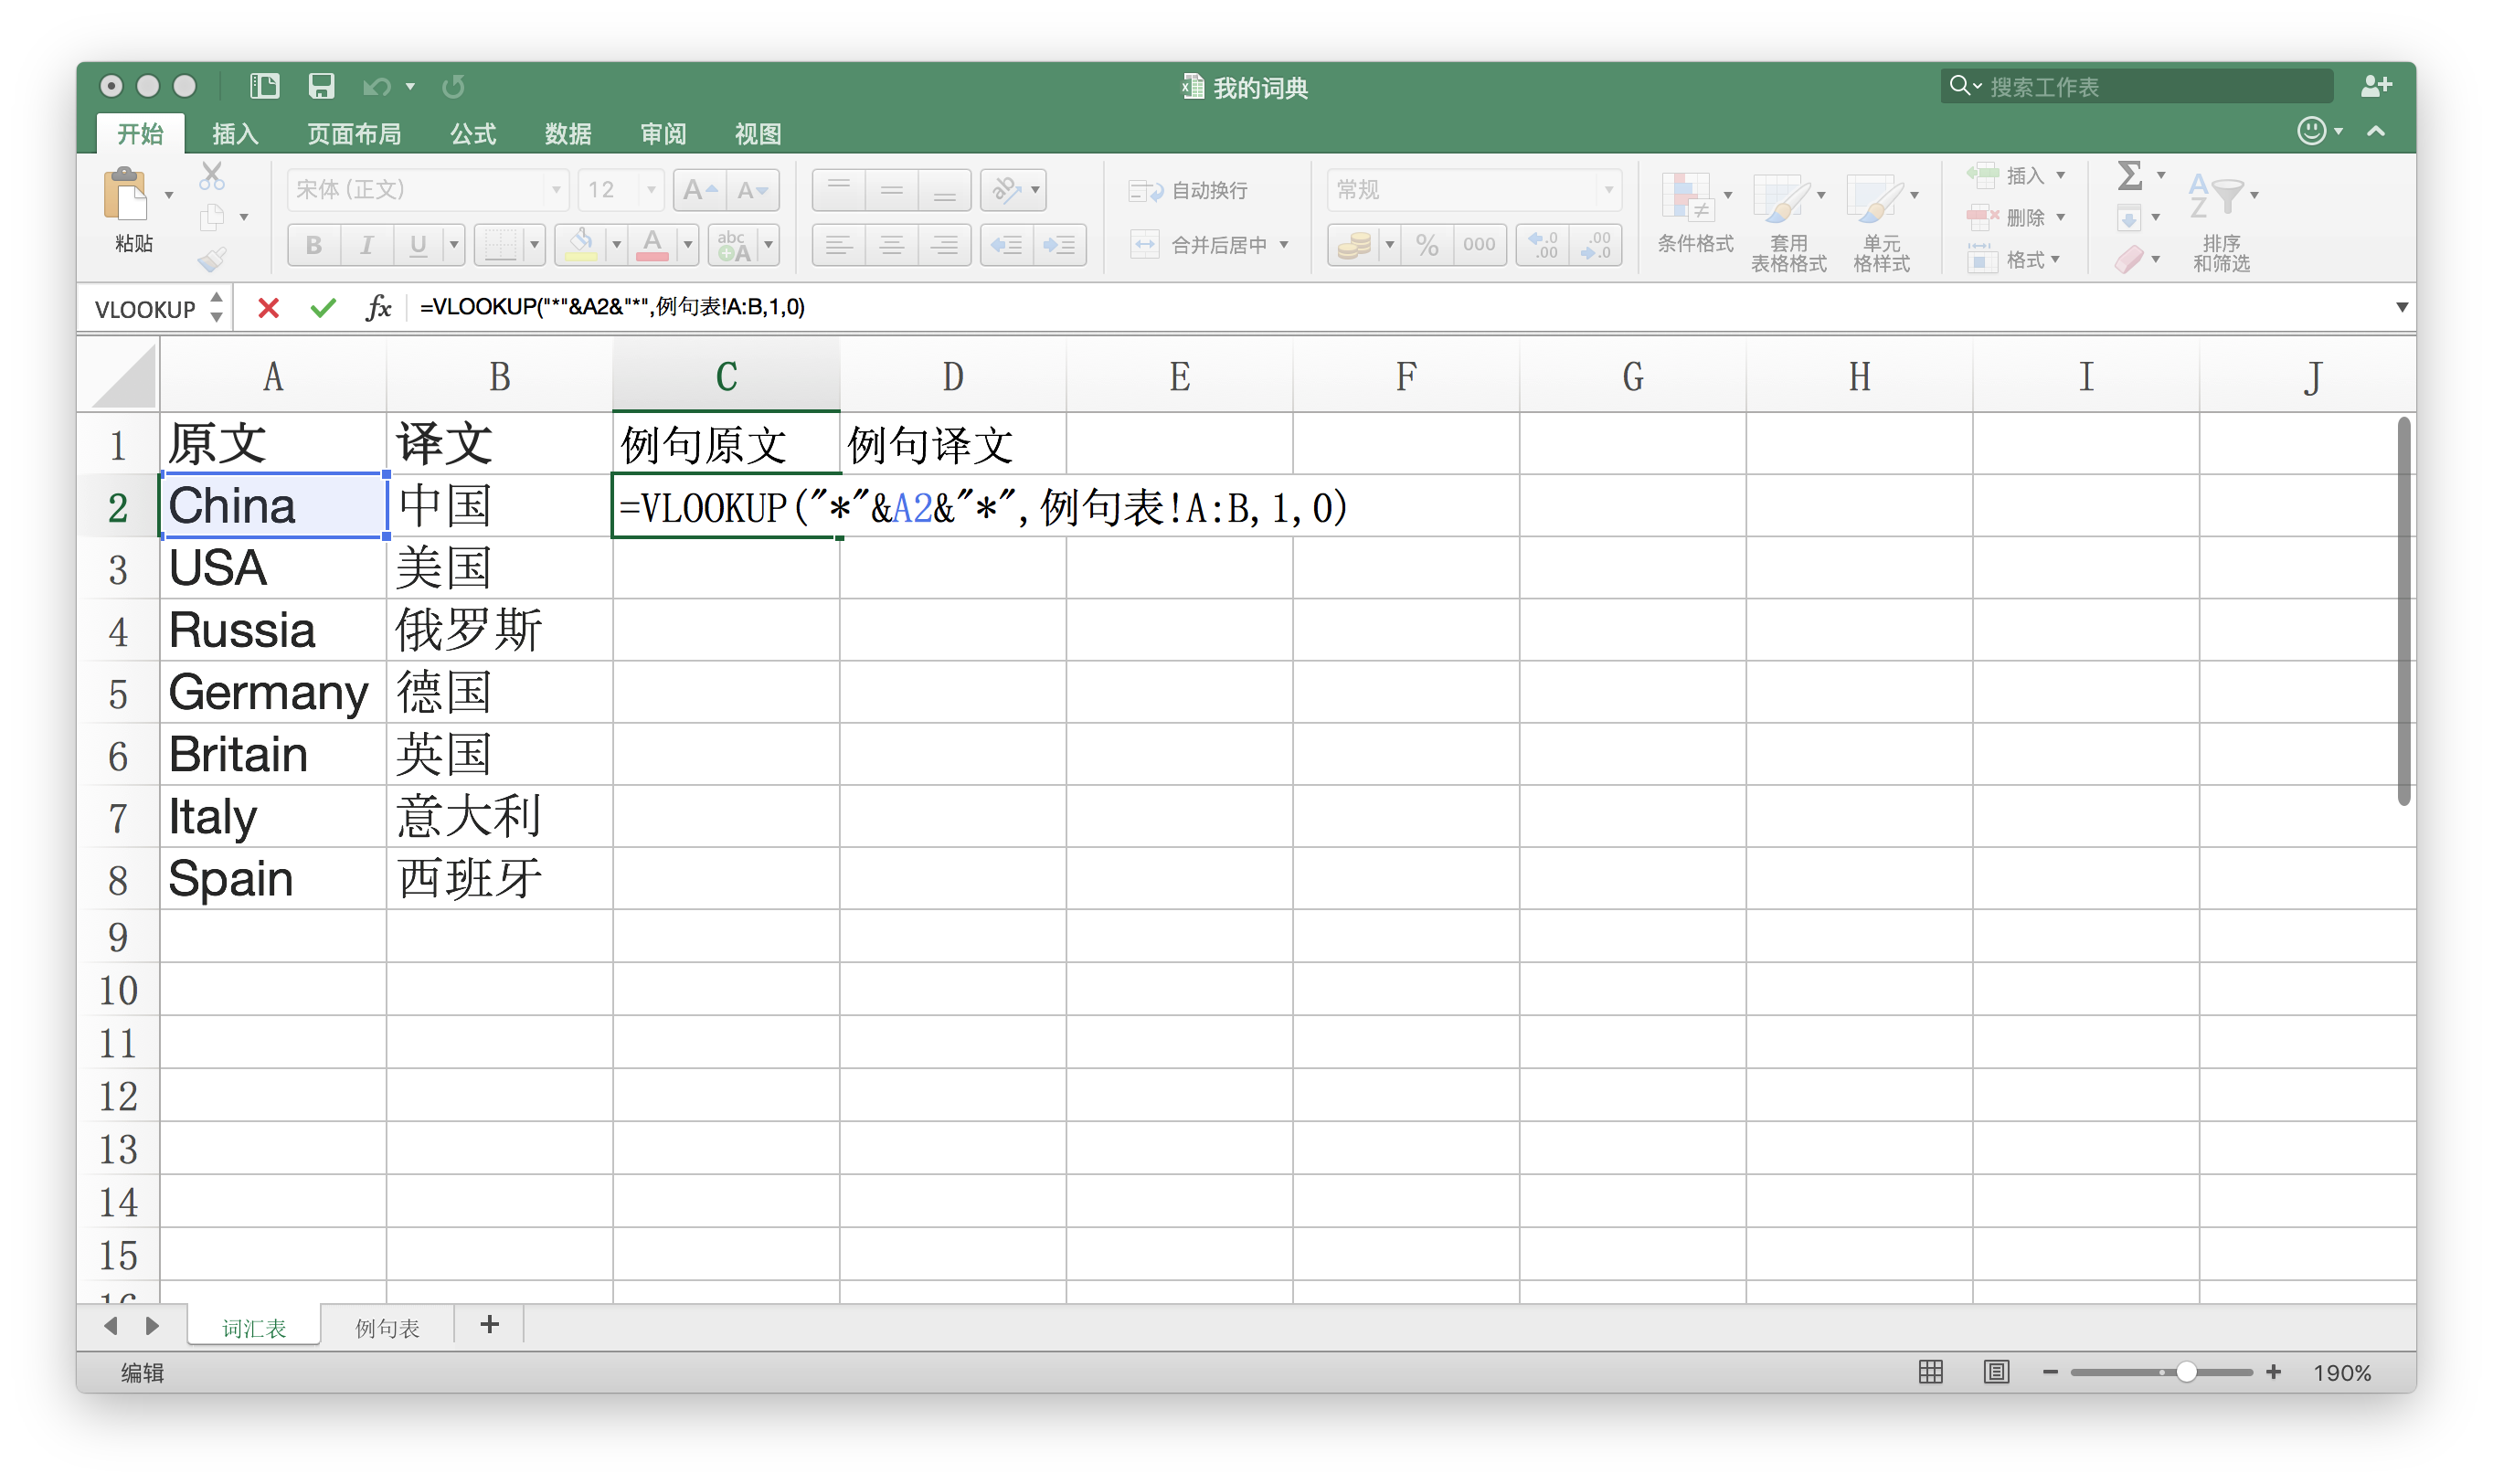 我的词典
搜索工作表
开始 插入 页面布局 公式 数据 审阅 视图
粘贴
宋体 (正文) 12 A A
B I U A abc A
自动换行
合并后居中
常规
% 000 .0 .00 .00 .0
条件格式
套用
表格格式
单元
格样式
插入
删除
格式
Σ
A
Z
排序
和筛选
VLOOKUP fx =VLOOKUP("*"&A2&"*",例句表!A:B,1,0)
A B C D E F G H I J
1 原文 译文 例句原文 例句译文
2 China 中国 =VLOOKUP("*"&A2&"*",例句表!A:B,1,0)
3 USA 美国
4 Russia 俄罗斯
5 Germany 德国
6 Britain 英国
7 Italy 意大利
8 Spain 西班牙
9
10
11
12
13
14
15
16
词汇表 例句表 +
编辑 190%